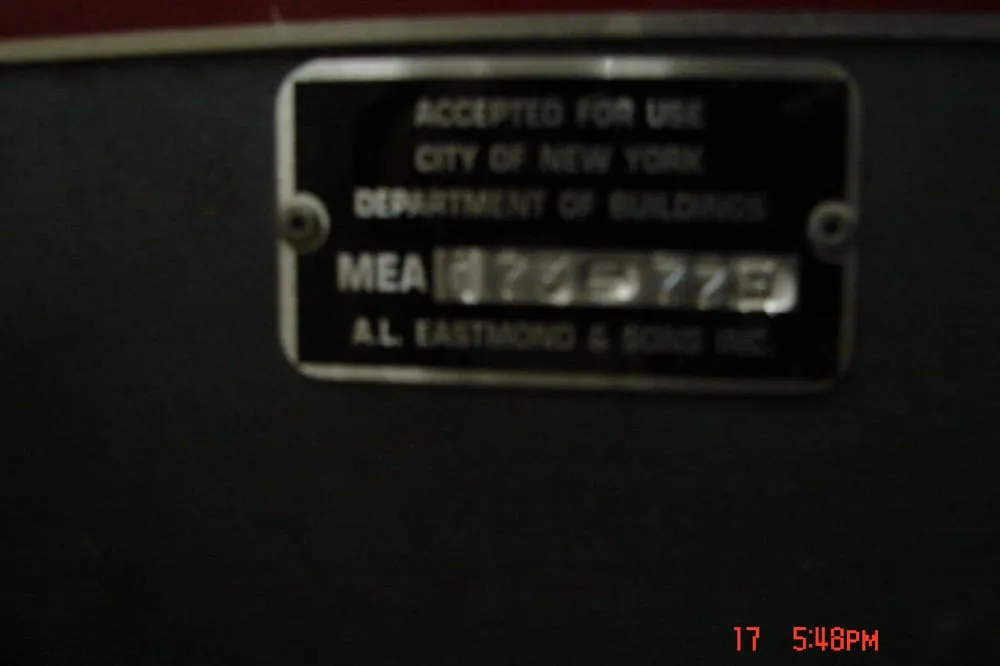 ACCEPTED FOR USE
CITY OF NEW YORK
DEPARTMENT OF BUILDINGS
MEA
A.L. EASTMOND & SONS INC.
17 5:48PM